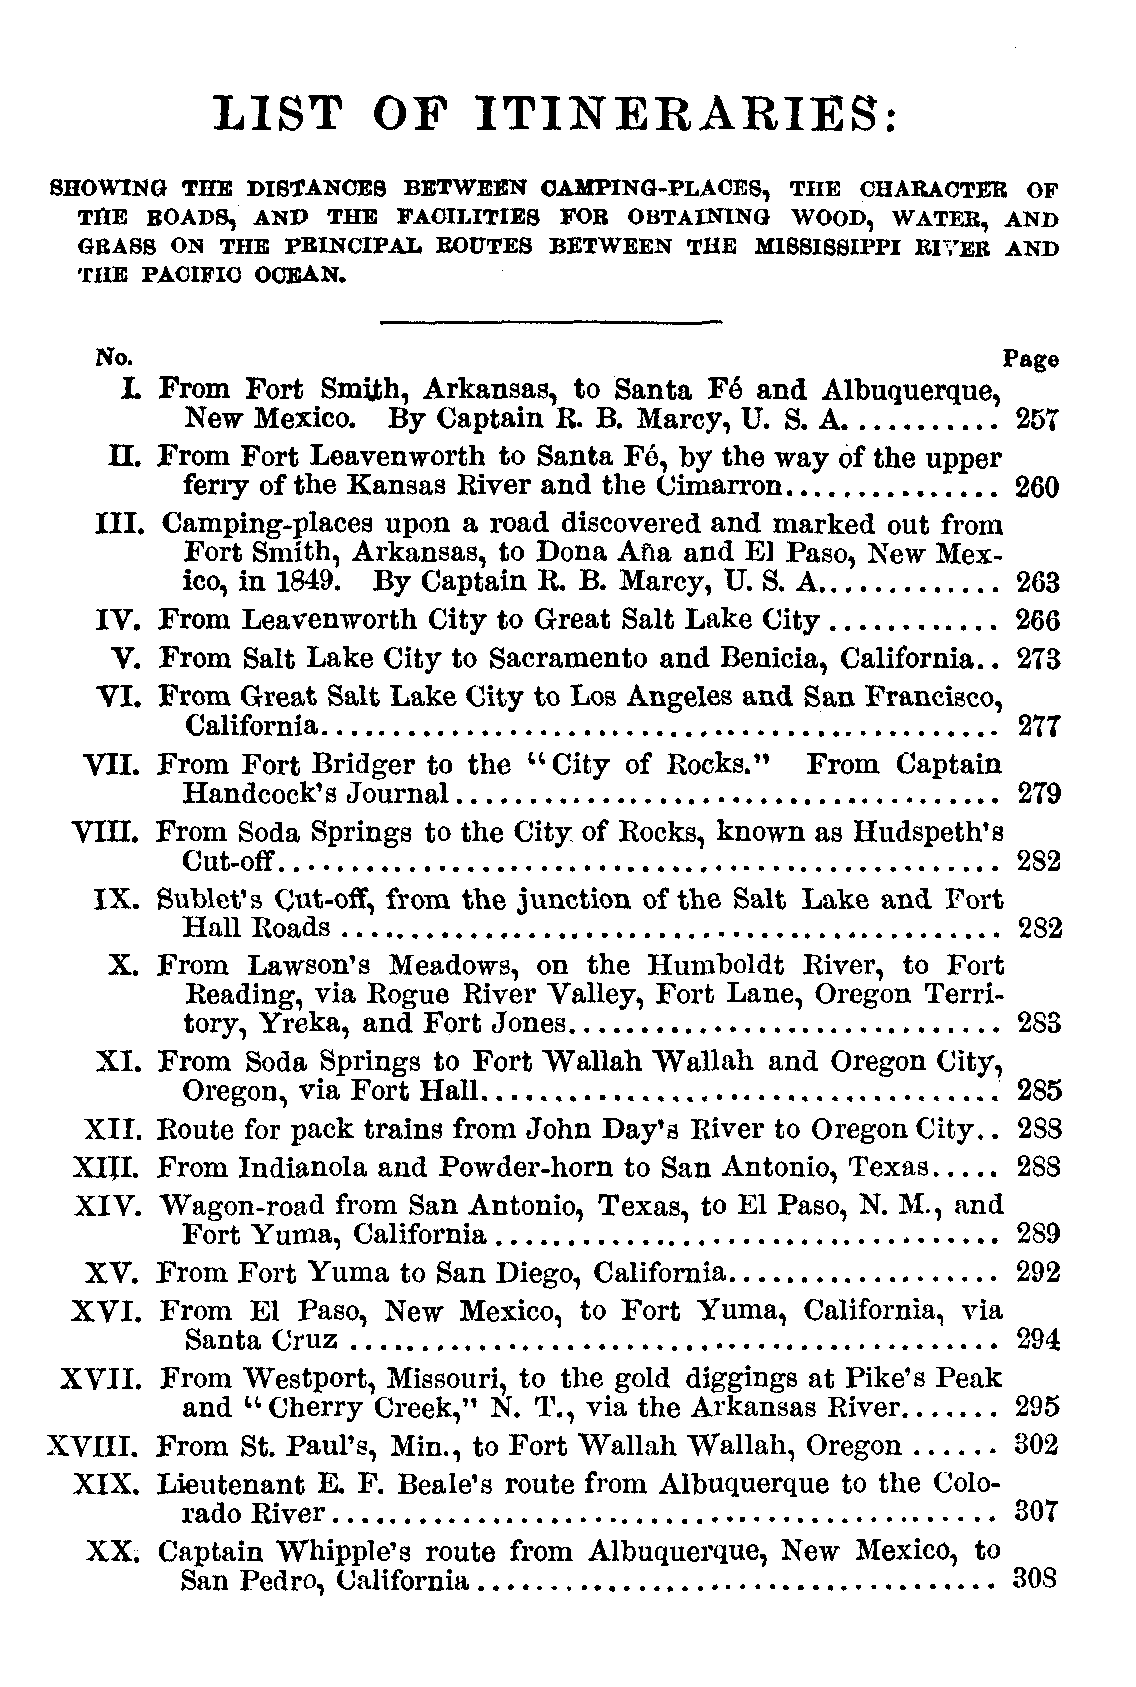 LIST OF ITINERARIES:
SHOWING THE DISTANCES BETWEEN CAMPING-PLACES, THE CHARACTER OF
THE ROADS, AND THE FACILITIES FOR OBTAINING WOOD, WATER, AND
GRASS ON THE PRINCIPAL ROUTES BETWEEN THE MISSISSIPPI RIVER AND
THE PACIFIC OCEAN.
No. Page
I. From Fort Smith, Arkansas, to Santa Fé and Albuquerque,
New Mexico. By Captain R. B. Marcy, U. S. A........... 257
II. From Fort Leavenworth to Santa Fé, by the way of the upper
ferry of the Kansas River and the Cimarron............... 260
III. Camping-places upon a road discovered and marked out from
Fort Smith, Arkansas, to Dona Aña and El Paso, New Mex-
ico, in 1849. By Captain R. B. Marcy, U. S. A............. 263
IV. From Leavenworth City to Great Salt Lake City............ 266
V. From Salt Lake City to Sacramento and Benicia, California.. 273
VI. From Great Salt Lake City to Los Angeles and San Francisco,
California................................................ 277
VII. From Fort Bridger to the "City of Rocks." From Captain
Handcock's Journal...................................... 279
VIII. From Soda Springs to the City of Rocks, known as Hudspeth's
Cut-off................................................... 282
IX. Sublet's Cut-off, from the junction of the Salt Lake and Fort
Hall Roads .............................................. 282
X. From Lawson's Meadows, on the Humboldt River, to Fort
Reading, via Rogue River Valley, Fort Lane, Oregon Terri-
tory, Yreka, and Fort Jones.............................. 283
XI. From Soda Springs to Fort Wallah Wallah and Oregon City,
Oregon, via Fort Hall.................................... 285
XII. Route for pack trains from John Day's River to Oregon City.. 288
XIII. From Indianola and Powder-horn to San Antonio, Texas..... 288
XIV. Wagon-road from San Antonio, Texas, to El Paso, N. M., and
Fort Yuma, California.................................... 289
XV. From Fort Yuma to San Diego, California................... 292
XVI. From El Paso, New Mexico, to Fort Yuma, California, via
Santa Cruz .............................................. 294
XVII. From Westport, Missouri, to the gold diggings at Pike's Peak
and "Cherry Creek," N. T., via the Arkansas River....... 295
XVIII. From St. Paul's, Min., to Fort Wallah Wallah, Oregon ...... 302
XIX. Lieutenant E. F. Beale's route from Albuquerque to the Colo-
rado River............................................... 307
XX. Captain Whipple's route from Albuquerque, New Mexico, to
San Pedro, California..................................... 308